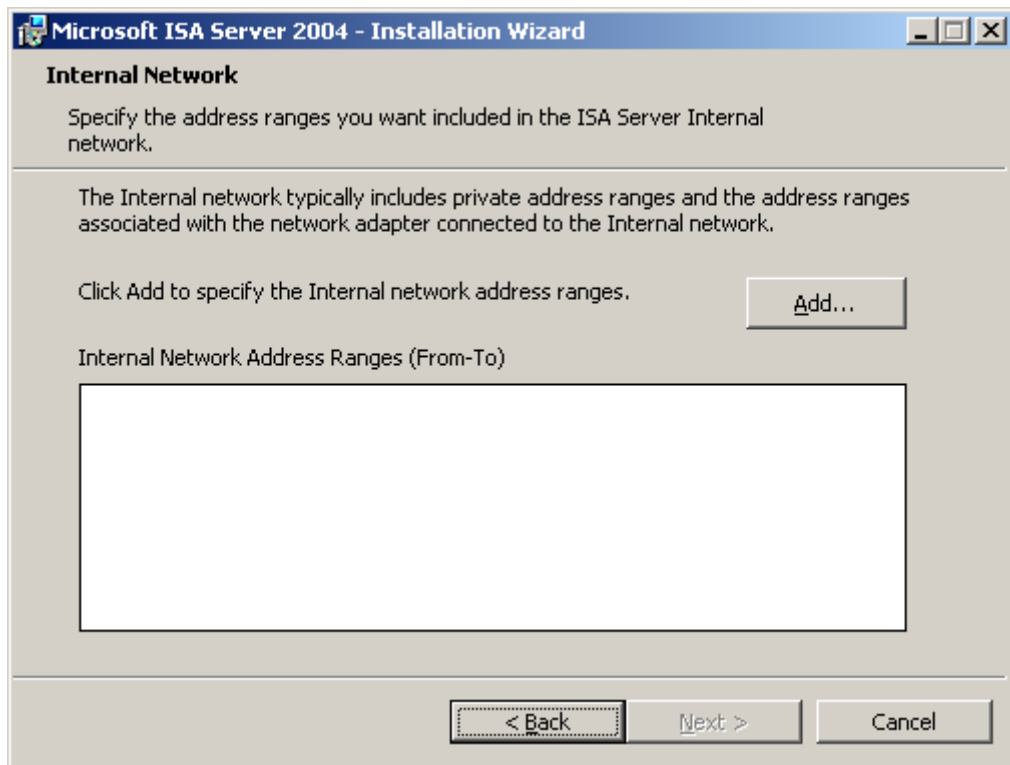 Microsoft ISA Server 2004 - Installation Wizard
Internal Network
Specify the address ranges you want included in the ISA Server Internal
network.
The Internal network typically includes private address ranges and the address ranges
associated with the network adapter connected to the Internal network.
Click Add to specify the Internal network address ranges.
Add...
Internal Network Address Ranges (From-To)
< Back Next > Cancel